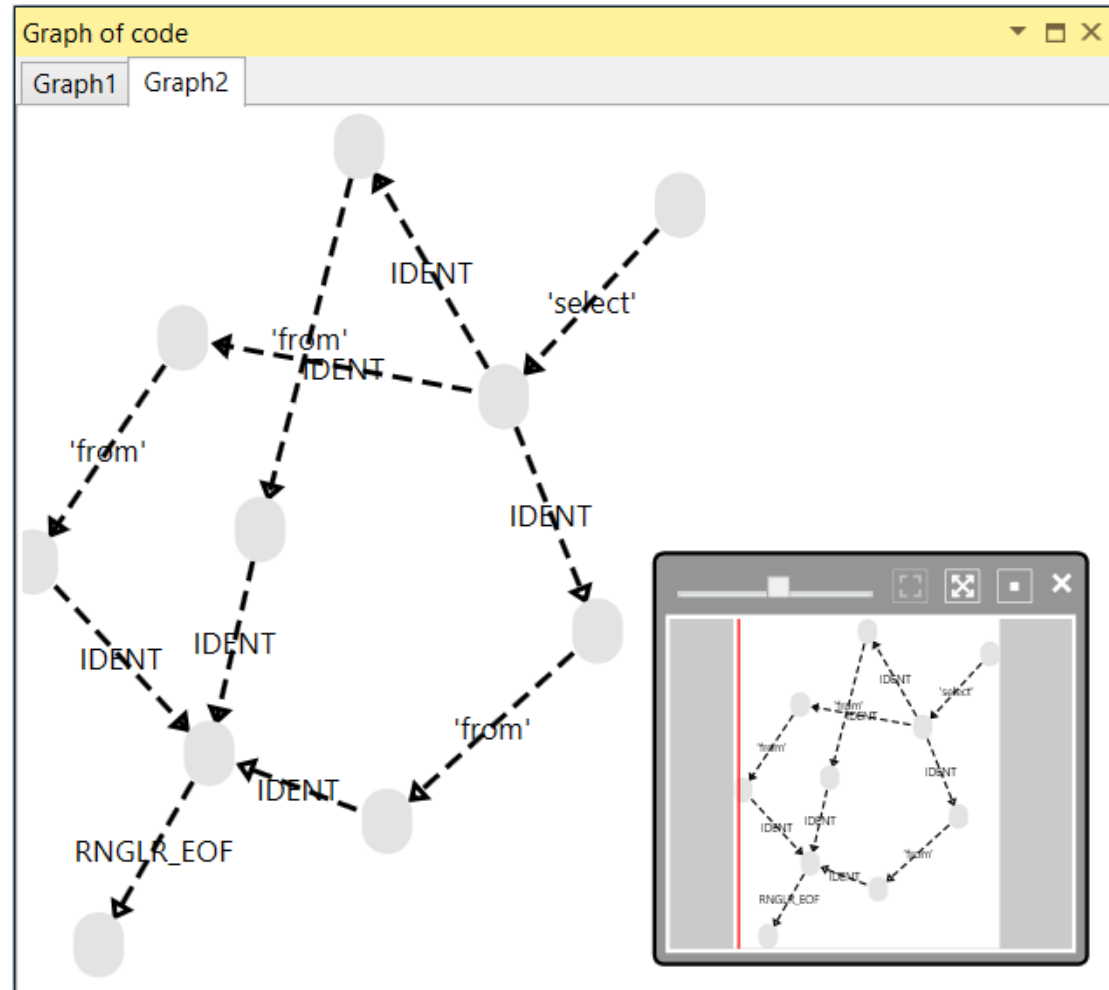 Graph of code
Graph1 Graph2
IDENT
'select'
'from'
IDENT
'from'
IDENT
IDENT
IDENT
'from'
IDENT
RNGLR_EOF
IDENT
'select'
'from'
IDENT
'from'
IDENT
IDENT
IDENT
'from'
IDENT
RNGLR_EOF